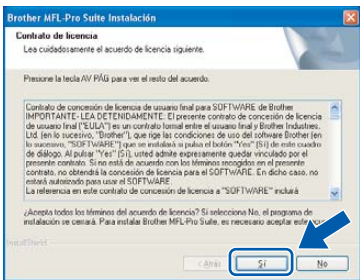 Brother MFL-Pro Suite Instalación
Contrato de licencia
Lea cuidadosamente el acuerdo de licencia siguiente.
Presione la tecla AV PÁG para ver el resto del acuerdo.
Contrato de concesión de licencia de usuario final para SOFTWARE de Brother
IMPORTANTE- LEA DETENIDAMENTE: El presente contrato de concesión de licencia
de usuario final ("EULA") es un contrato formal entre el usuario final y Brother Industries,
Ltd. (en lo sucesivo, "Brother"), que rige las condiciones de uso del software Brother (en
lo sucesivo, "SOFTWARE") que se instalará si pulsa el botón "Yes" (Sí) de este cuadro
de diálogo. Al pulsar "Yes" (Sí), usted admite expresamente quedar vinculado por el
presente contrato. Si no está de acuerdo con los términos recogidos en el presente
contrato, no obtendrá la concesión de licencia para el SOFTWARE. En dicho caso, no
estará autorizado para usar el SOFTWARE.
La referencia en este contrato de concesión de licencia a "SOFTWARE" incluirá
¿Acepta todos los términos del acuerdo de licencia? Si selecciona No, el programa de
instalación se cerrará. Para instalar Brother MFL-Pro Suite, es necesario aceptar este
InstallShield
< Atrás
Sí
No